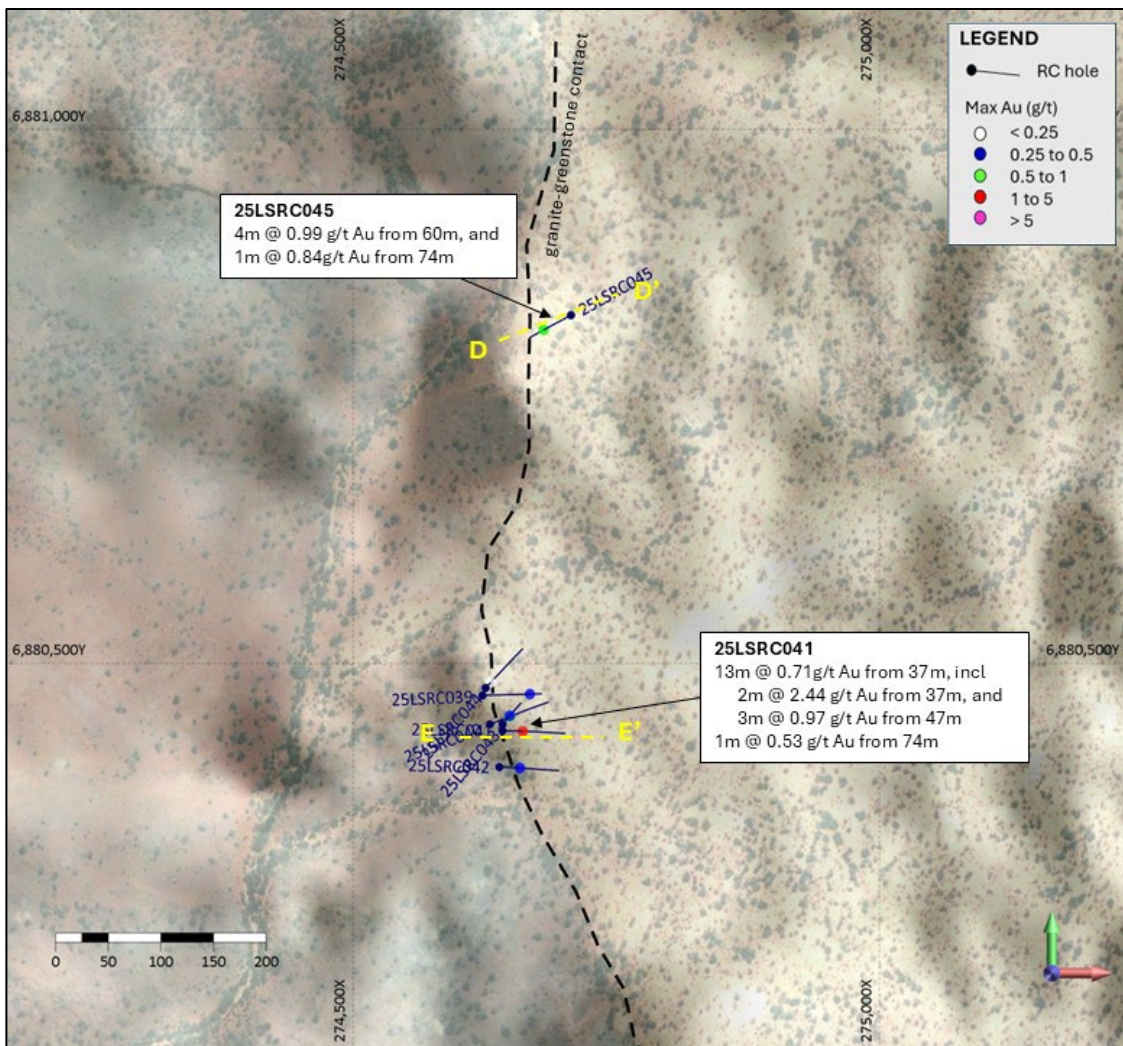 274,500X
275,000X
LEGEND
RC hole
Max Au (g/t)
< 0.25
0.25 to 0.5
0.5 to 1
1 to 5
> 5
6,881,000Y
granite-greenstone contact
25LSRC045
4m @ 0.99 g/t Au from 60m, and
1m @ 0.84g/t Au from 74m
25LSRC045
D'
D
6,880,500Y
6,880,500Y
25LSRC041
13m @ 0.71g/t Au from 37m, incl
2m @ 2.44 g/t Au from 37m, and
3m @ 0.97 g/t Au from 47m
1m @ 0.53 g/t Au from 74m
25LSRC039
E
E'
25LSRC042
0 50 100 150 200
274,500X
275,000X